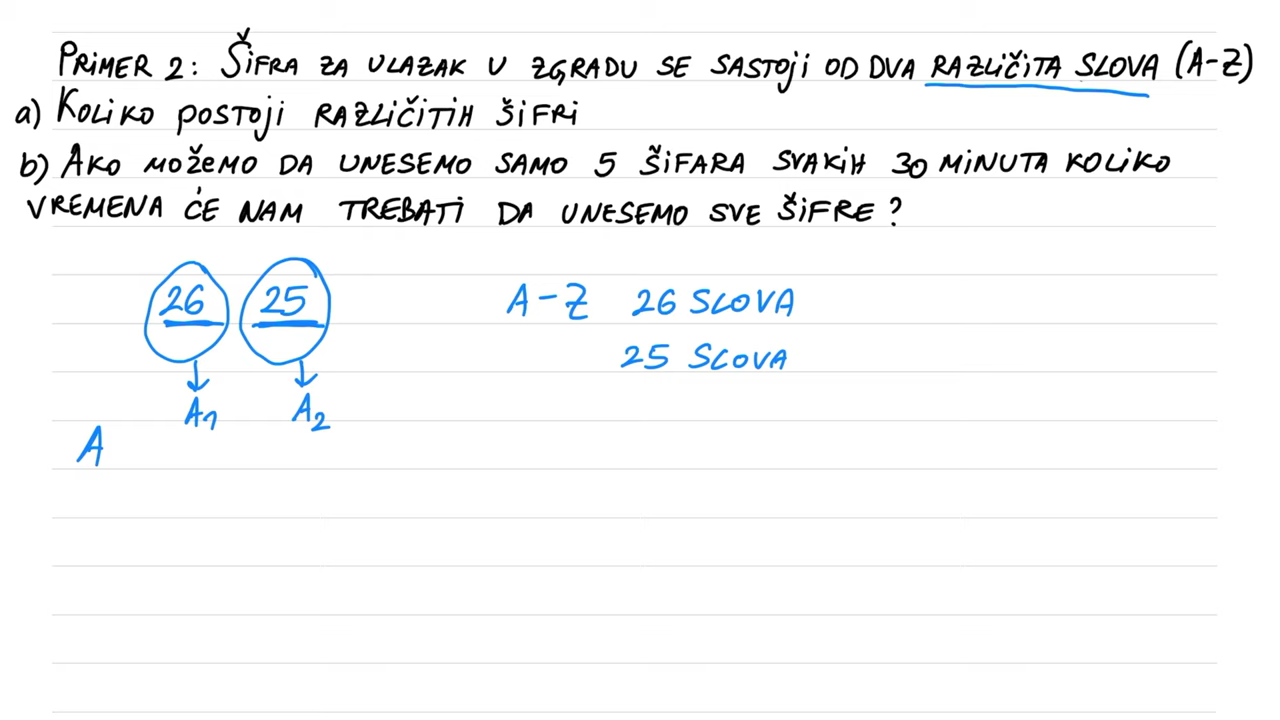 PRIMER 2: ŠIFRA ZA ULAZAK U ZGRADU SE SASTOJI OD DVA RAZLIČITA SLOVA (A-Z)
a) KOLIKO POSTOJI RAZLIČITIH ŠIFRI
b) AKO MOŽEMO DA UNESEMO SAMO 5 ŠIFARA SVAKIH 30 MINUTA KOLIKO
VREMENA ĆE NAM TREBATI DA UNESEMO SVE ŠIFRE?
26 25 A-Z 26 SLOVA
25 SLOVA
A1 A2
A